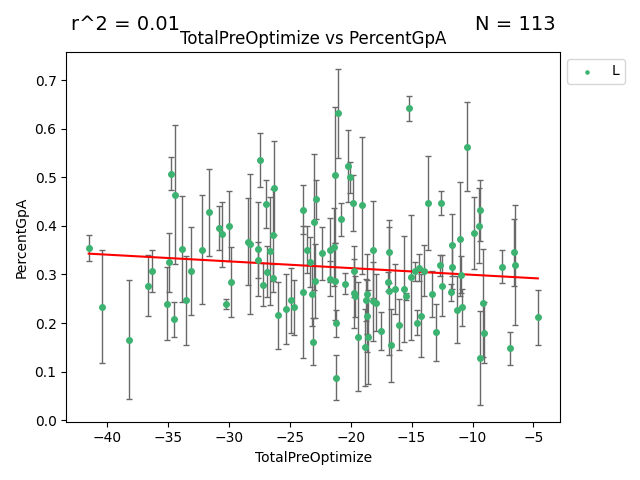 r^2 = 0.01
N = 113
TotalPreOptimize vs PercentGpA
L
0.7
0.6
0.5
0.4
0.3
0.2
0.1
0.0
PercentGpA
−40 −35 −30 −25 −20 −15 −10 −5
TotalPreOptimize